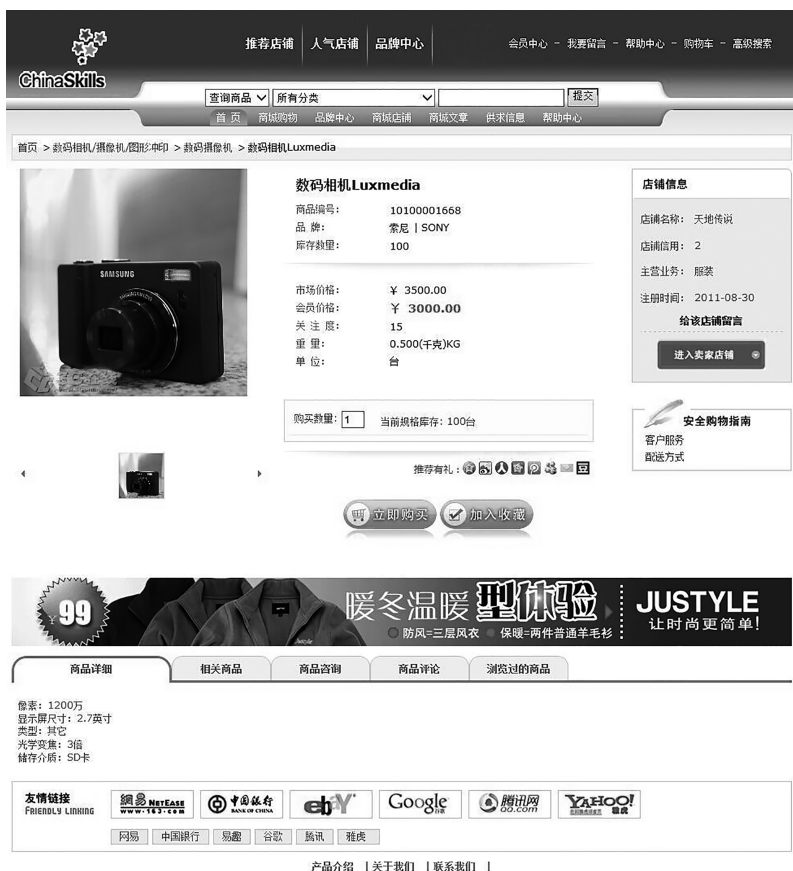 推荐店铺 人气店铺 品牌中心 会员中心 - 我要留言 - 帮助中心 - 购物车 - 高级搜索
ChinaSkills
查询商品 所有分类 提交
首 页 商城购物 品牌中心 商城店铺 商城文章 供求信息 帮助中心
首页 > 数码相机/摄像机/图形冲印 > 数码摄像机 > 数码相机Luxmedia
SAMSUNG
数码相机Luxmedia
商品编号： 10100001668
品 牌： 索尼 | SONY
库存数量： 100
市场价格： ¥ 3500.00
会员价格： ¥ 3000.00
关 注 度： 15
重 量： 0.500(千克)KG
单 位： 台
购买数量： 1 当前规格库存：100台
推荐有礼：
立即购买 加入收藏
店铺信息
店铺名称： 天地传说
店铺信用： 2
主营业务： 服装
注册时间： 2011-08-30
给该店铺留言
进入卖家店铺
安全购物指南
客户服务
配送方式
¥99 暖冬温暖 型体验 JUSTYLE
防风=三层风衣 保暖=两件普通羊毛衫 让时尚更简单!
商品详细 相关商品 商品咨询 商品评论 浏览过的商品
像素：1200万
显示屏尺寸：2.7英寸
类型：其它
光学变焦：3倍
储存介质：SD卡
友情链接
FRIENDLY LINKING
網易 NETEASE www.163.com 中国银行 BANK OF CHINA ebY Google 谷歌 腾讯网 QQ.com YAHOO! 雅虎
网易 中国银行 易趣 谷歌 腾讯 雅虎
产品介绍 | 关于我们 | 联系我们 |